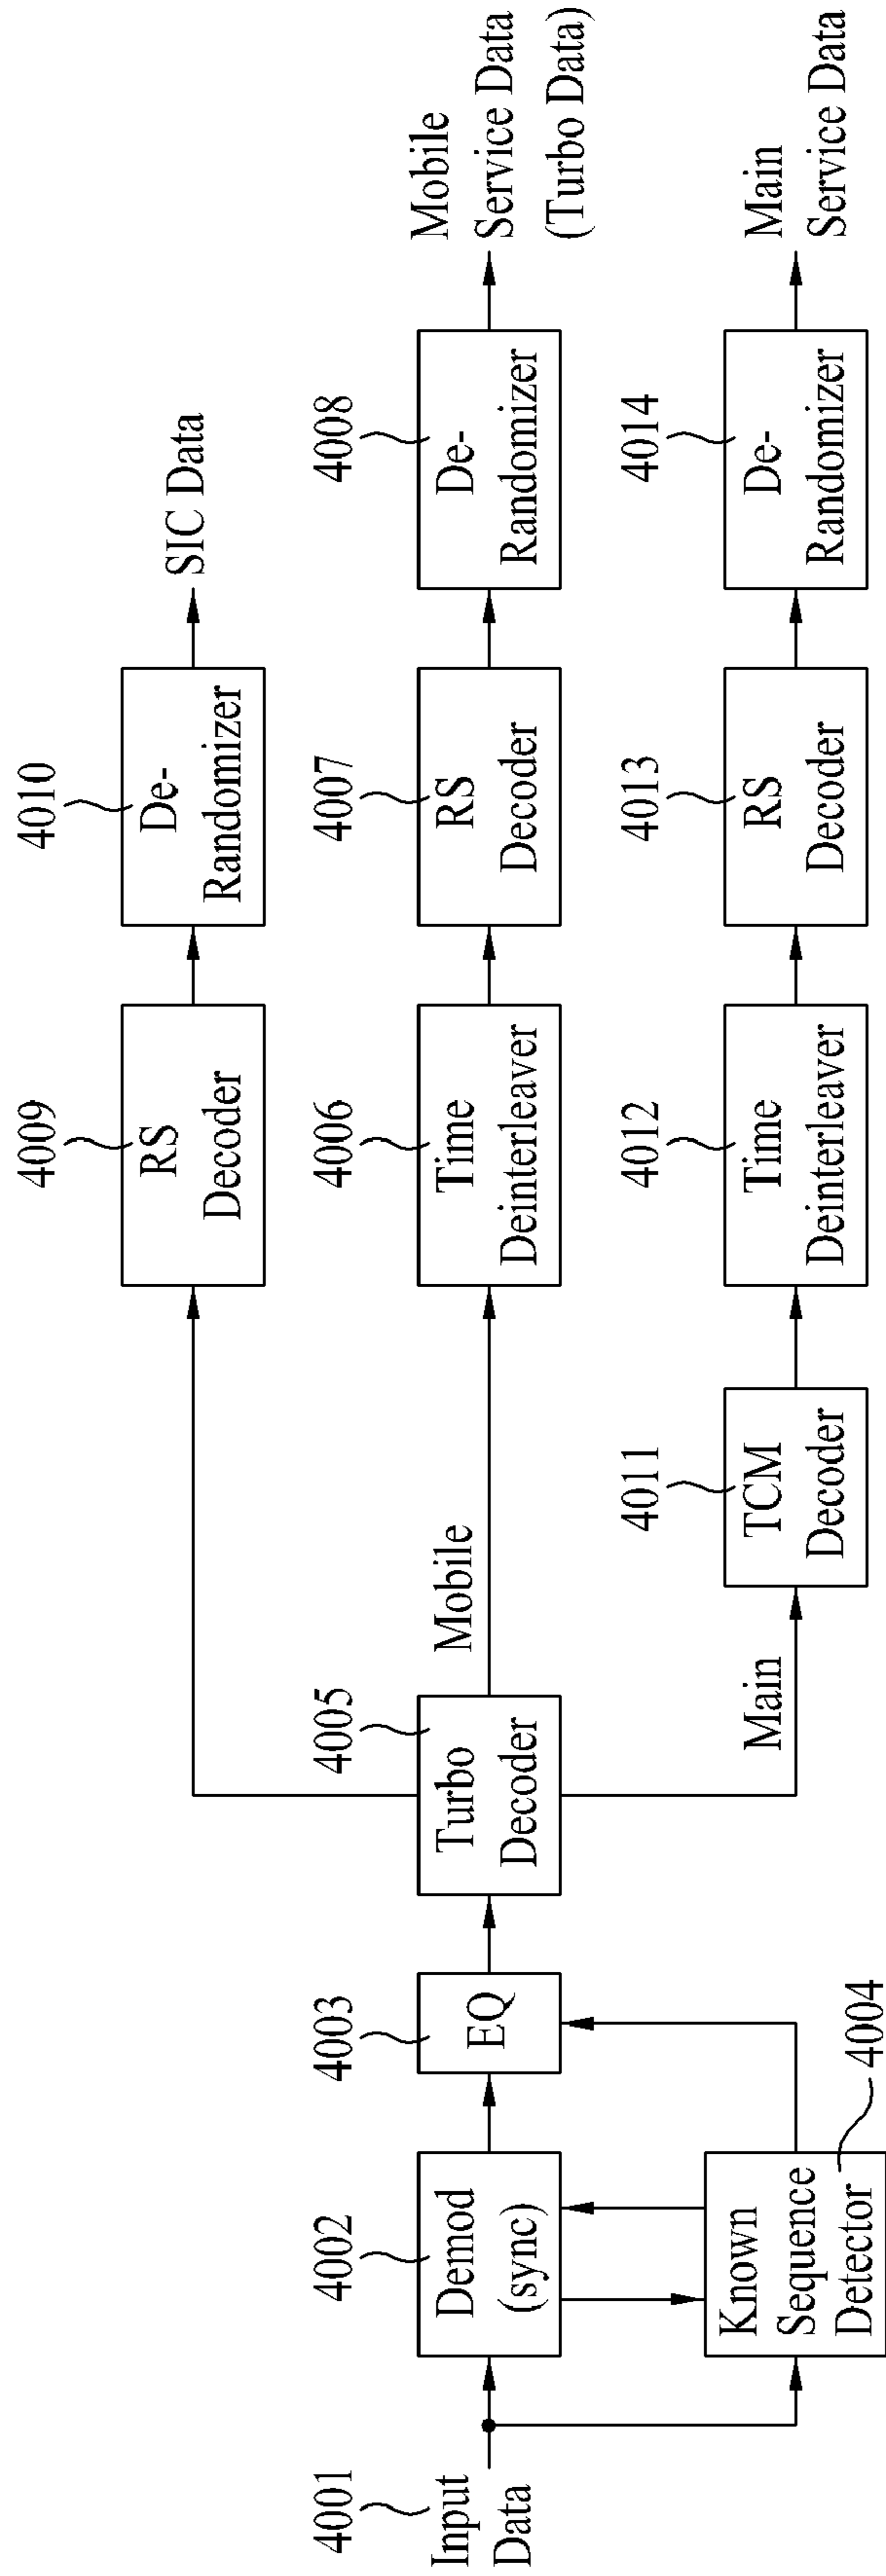 4009
RS
Decoder
4010
De-
Randomizer
SIC Data
4001
Input
Data
4002
Demod
(sync)
4003
EQ
4005
Turbo
Decoder
Mobile
4006
Time
Deinterleaver
4007
RS
Decoder
4008
De-
Randomizer
Mobile
Service Data
(Turbo Data)
Known
Sequence
Detector
4004
Main
4011
TCM
Decoder
4012
Time
Deinterleaver
4013
RS
Decoder
4014
De-
Randomizer
Main
Service Data